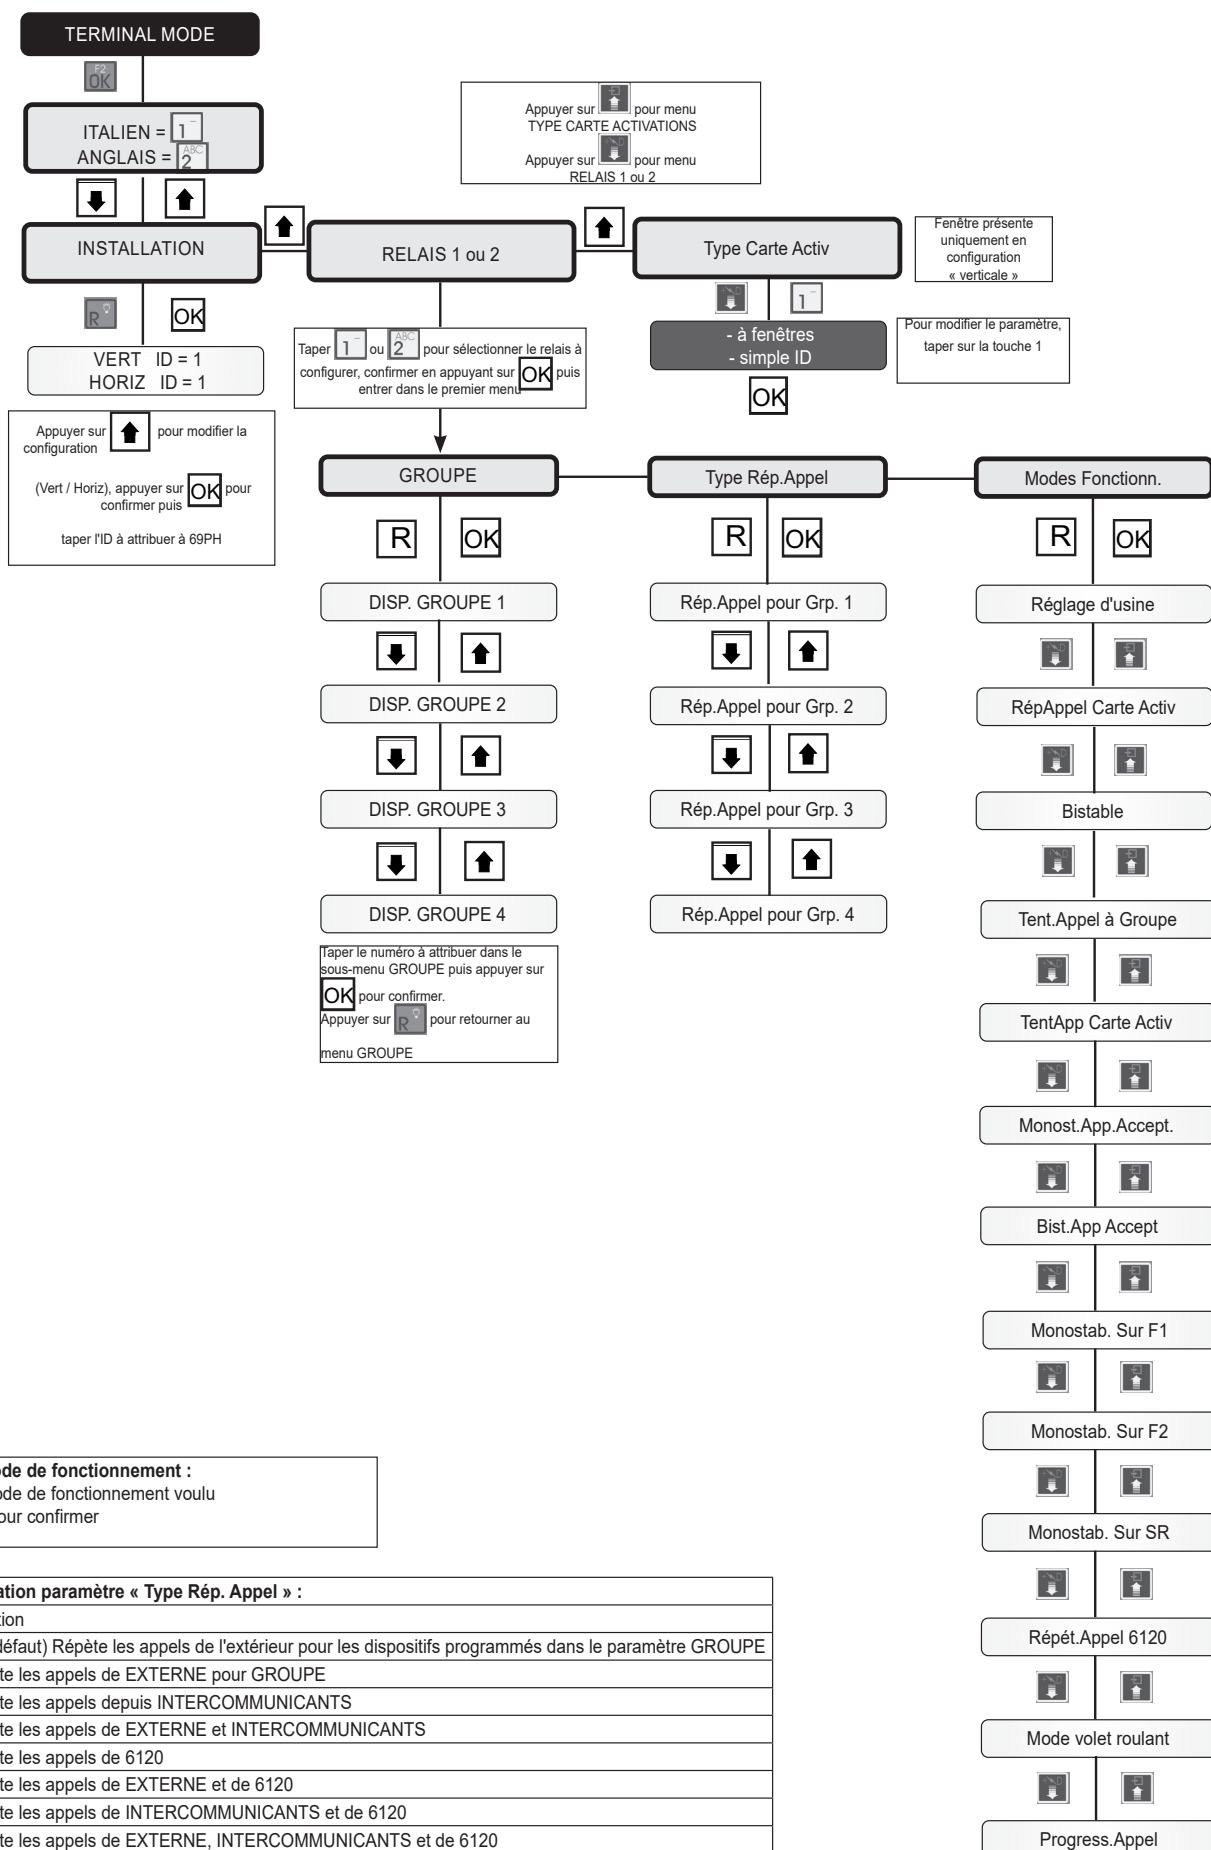 TERMINAL MODE
F2
OK
ITALIEN = 1
ANGLAIS = ABC 2
Appuyer sur pour menu
TYPE CARTE ACTIVATIONS
Appuyer sur pour menu
RELAIS 1 ou 2
INSTALLATION
RELAIS 1 ou 2
Type Carte Activ
Fenêtre présente
uniquement en
configuration
« verticale »
R OK
1
VERT ID = 1
HORIZ ID = 1
Taper 1 ou ABC 2 pour sélectionner le relais à
configurer, confirmer en appuyant sur OK puis
entrer dans le premier menu
- à fenêtres
- simple ID
OK
Pour modifier le paramètre,
taper sur la touche 1
Appuyer sur pour modifier la
configuration
(Vert / Horiz), appuyer sur OK pour
confirmer puis
taper l'ID à attribuer à 69PH
GROUPE
R OK
DISP. GROUPE 1
DISP. GROUPE 2
DISP. GROUPE 3
DISP. GROUPE 4
Taper le numéro à attribuer dans le
sous-menu GROUPE puis appuyer sur
OK pour confirmer.
Appuyer sur R pour retourner au
menu GROUPE
Type Rép.Appel
R OK
Rép.Appel pour Grp. 1
Rép.Appel pour Grp. 2
Rép.Appel pour Grp. 3
Rép.Appel pour Grp. 4
Modes Fonctionn.
R OK
Réglage d'usine
RépAppel Carte Activ
Bistable
Tent.Appel à Groupe
TentApp Carte Activ
Monost.App.Accept.
Bist.App Accept
Monostab. Sur F1
Monostab. Sur F2
Monostab. Sur SR
Répét.Appel 6120
Mode volet roulant
Progress.Appel
de de fonctionnement :
de de fonctionnement voulu
our confirmer
ation paramètre « Type Rép. Appel » :
tion
défaut) Répète les appels de l'extérieur pour les dispositifs programmés dans le paramètre GROUPE
te les appels de EXTERNE pour GROUPE
te les appels depuis INTERCOMMUNICANTS
te les appels de EXTERNE et INTERCOMMUNICANTS
te les appels de 6120
te les appels de EXTERNE et de 6120
te les appels de INTERCOMMUNICANTS et de 6120
te les appels de EXTERNE, INTERCOMMUNICANTS et de 6120